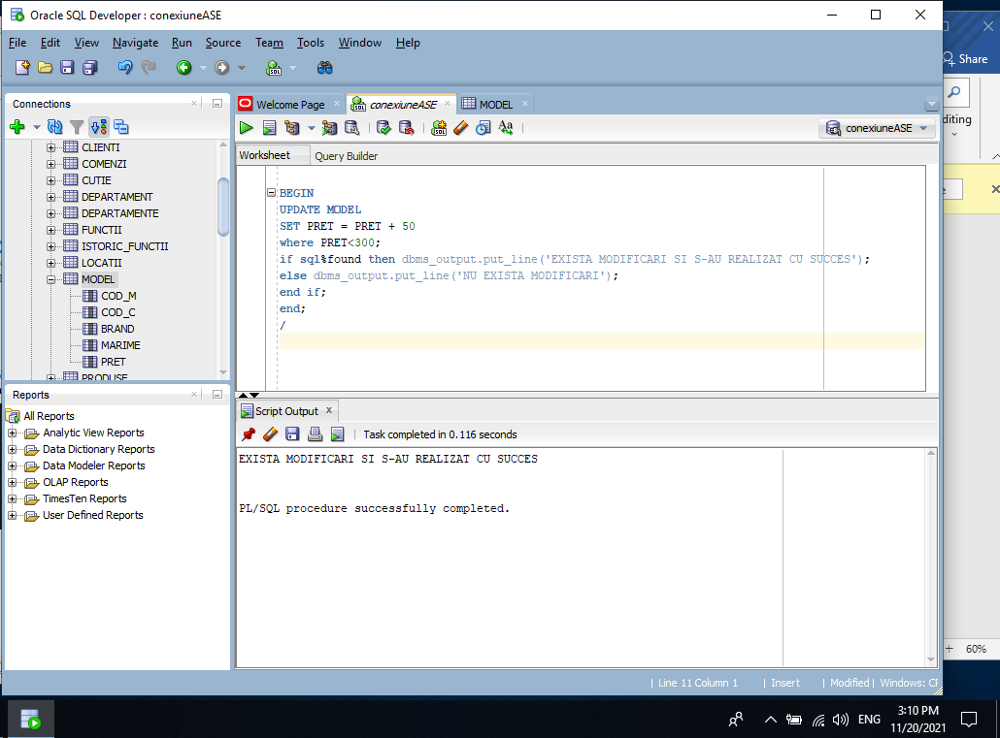 Oracle SQL Developer : conexiuneASE
File Edit View Navigate Run Source Team Tools Window Help
Share
Connections
Welcome Page
conexiuneASE
MODEL
diting
conexiuneASE
CLIENTI
COMENZI
CUTIE
DEPARTAMENT
DEPARTAMENTE
FUNCTII
ISTORIC_FUNCTII
LOCATII
MODEL
COD_M
COD_C
BRAND
MARIME
PRET
PRODUSE
Worksheet Query Builder
BEGIN
UPDATE MODEL
SET PRET = PRET + 50
where PRET<300;
if sql%found then dbms_output.put_line('EXISTA MODIFICARI SI S-AU REALIZAT CU SUCCES');
else dbms_output.put_line('NU EXISTA MODIFICARI');
end if;
end;
/
Reports
All Reports
Analytic View Reports
Data Dictionary Reports
Data Modeler Reports
OLAP Reports
TimesTen Reports
User Defined Reports
Script Output
Task completed in 0.116 seconds
EXISTA MODIFICARI SI S-AU REALIZAT CU SUCCES
PL/SQL procedure successfully completed.
60%
Line 11 Column 1 | Insert | Modified | Windows: CF
ENG
3:10 PM
11/20/2021